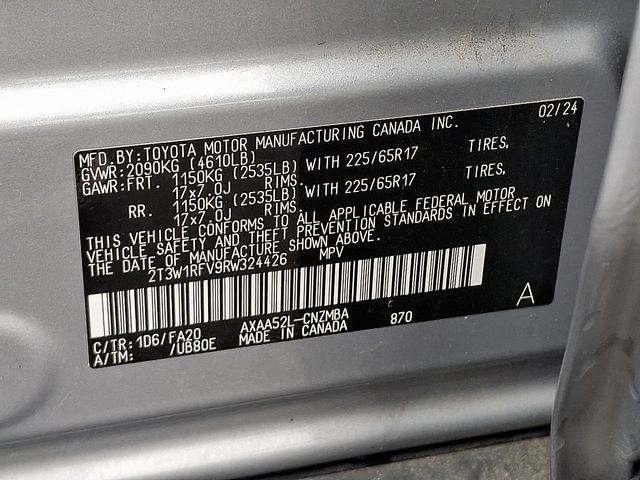 02/24
MFD.BY:TOYOTA MOTOR MANUFACTURING CANADA INC.
GVWR:2090KG (4610LB)
GAWR:FRT. 1150KG (2535LB) WITH 225/65R17 TIRES,
17x7.0J RIMS
RR. 1150KG (2535LB) WITH 225/65R17 TIRES,
17x7.0J RIMS
THIS VEHICLE CONFORMS TO ALL APPLICABLE FEDERAL MOTOR
VEHICLE SAFETY AND THEFT PREVENTION STANDARDS IN EFFECT ON
THE DATE OF MANUFACTURE SHOWN ABOVE.
2T3W1RFV9RW324426 MPV
A
C/TR:1D6/FA20 AXAA52L-CNZMBA 870
A/TM: /UB80E MADE IN CANADA